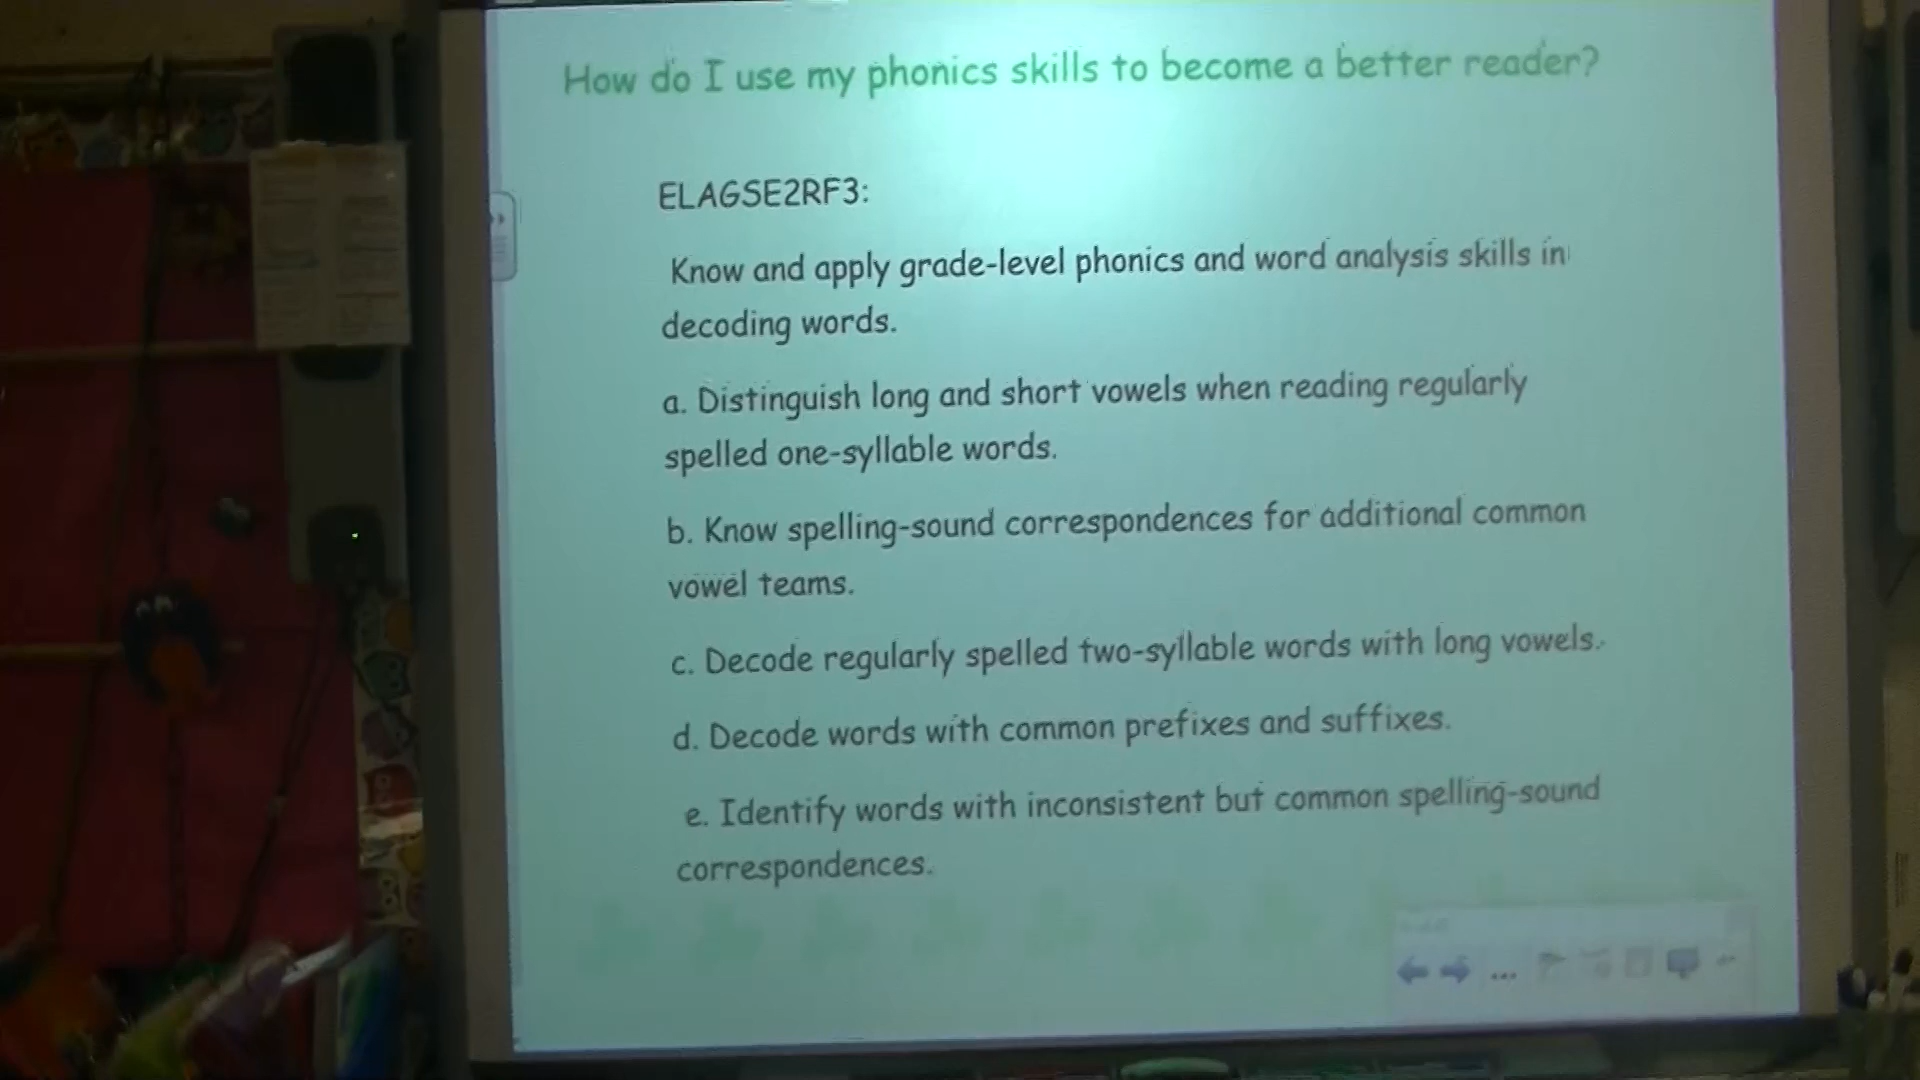 How do I use my phonics skills to become a better reader?
ELAGSE2RF3:
Know and apply grade-level phonics and word analysis skills in
decoding words.
a. Distinguish long and short vowels when reading regularly
spelled one-syllable words.
b. Know spelling-sound correspondences for additional common
vowel teams.
c. Decode regularly spelled two-syllable words with long vowels.
d. Decode words with common prefixes and suffixes.
e. Identify words with inconsistent but common spelling-sound
correspondences.